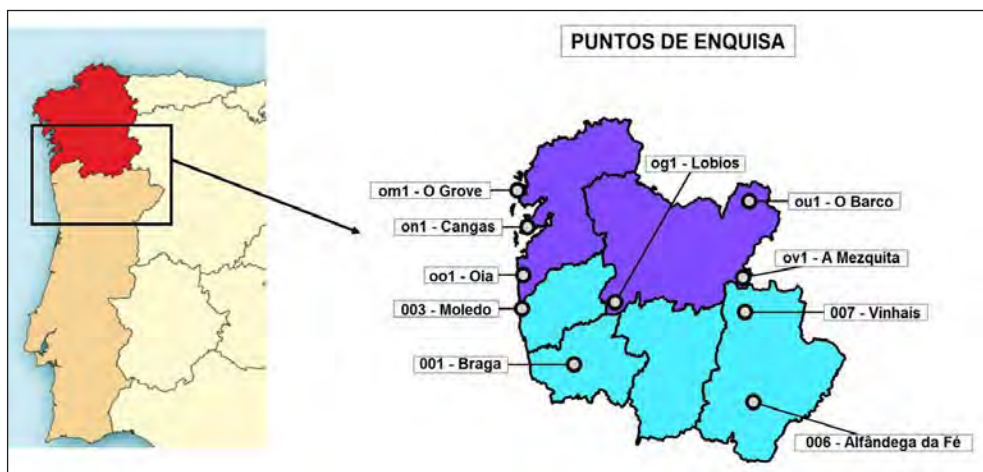 PUNTOS DE ENQUISA
og1 - Lobios
om1 - O Grove
ou1 - O Barco
on1 - Cangas
ov1 - A Mezquita
oo1 - Oia
003 - Moledo
007 - Vinhais
001 - Braga
006 - Alfândega da Fé